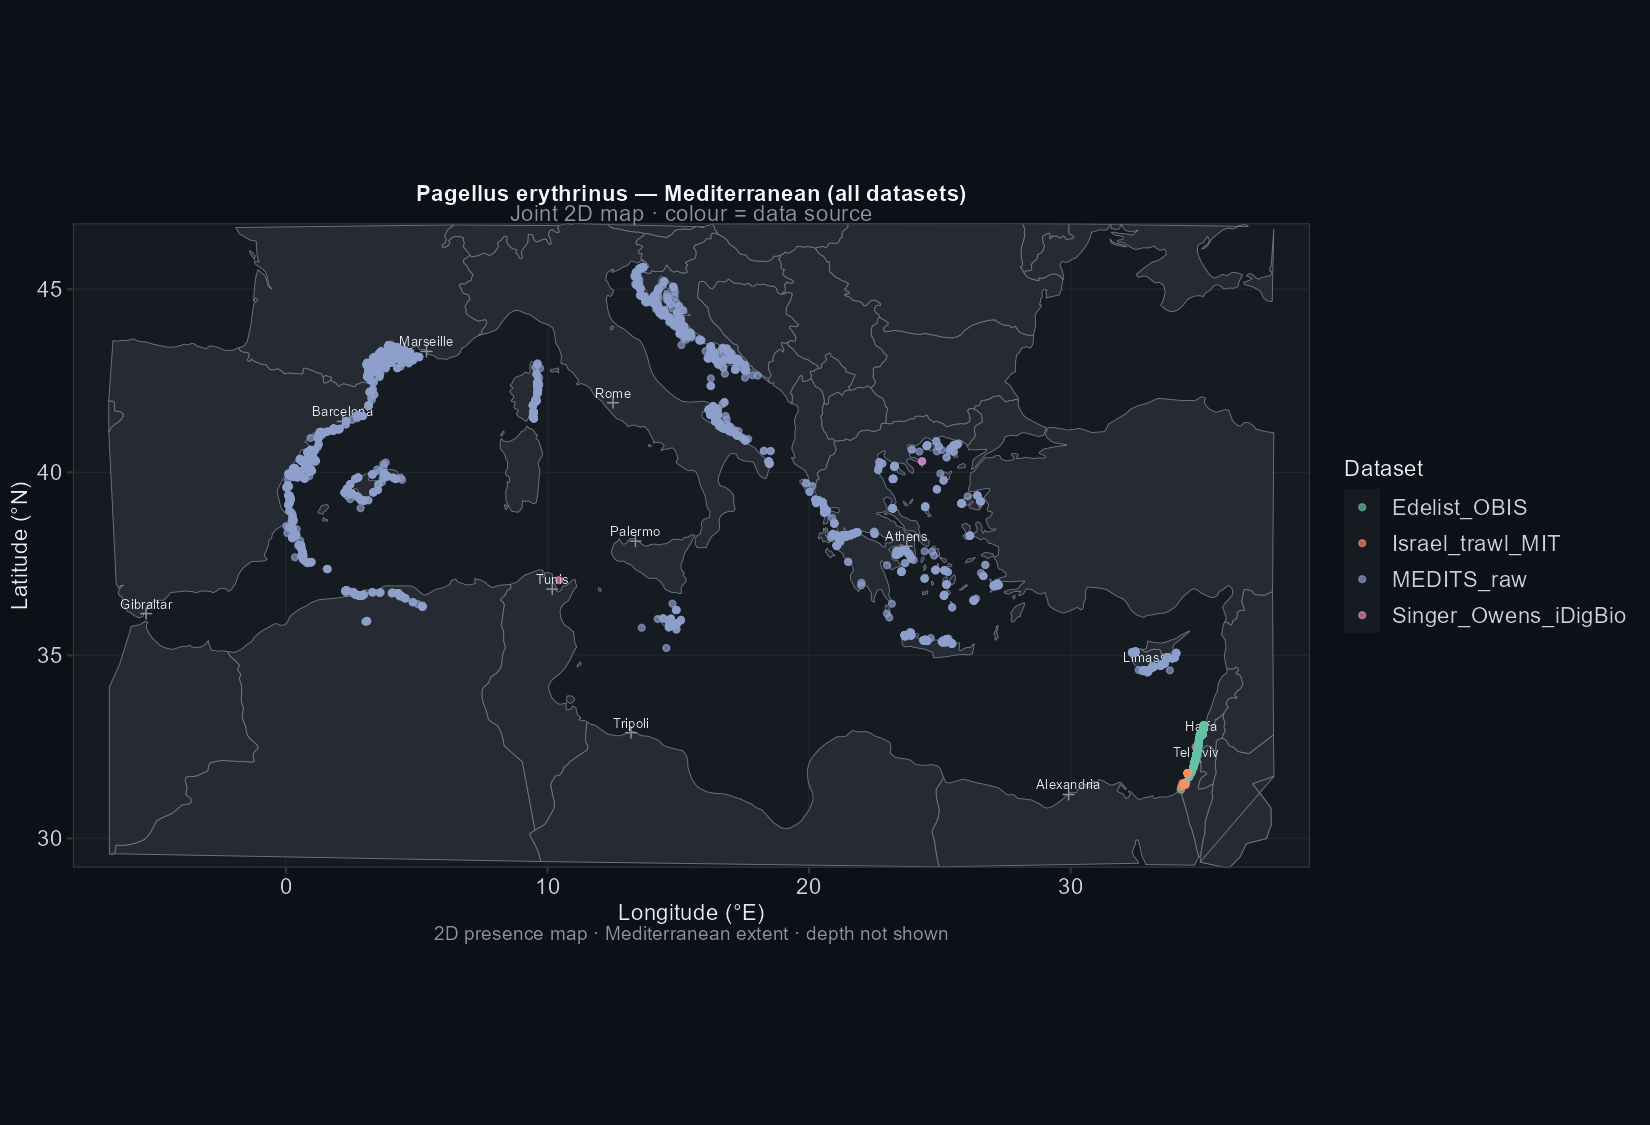 Pagellus erythrinus — Mediterranean (all datasets)
Joint 2D map · colour = data source
45
40
35
30
Latitude (°N)
Marseille
Barcelona
Rome
Palermo
Athens
Tunis
Gibraltar
Limassol
Tripoli
Haifa
Tel Aviv
Alexandria
0
10
20
30
Longitude (°E)
2D presence map · Mediterranean extent · depth not shown
Dataset
Edelist_OBIS
Israel_trawl_MIT
MEDITS_raw
Singer_Owens_iDigBio